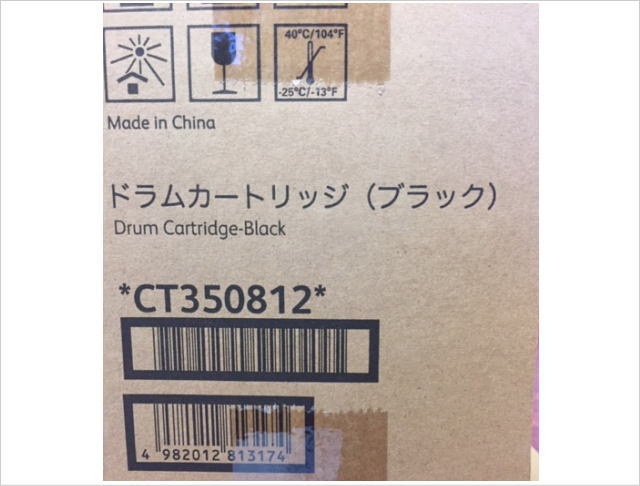 40°C/104°F
-25°C/-13°F
Made in China
ドラムカートリッジ（ブラック）
Drum Cartridge-Black
*CT350812*
4 982012 813174